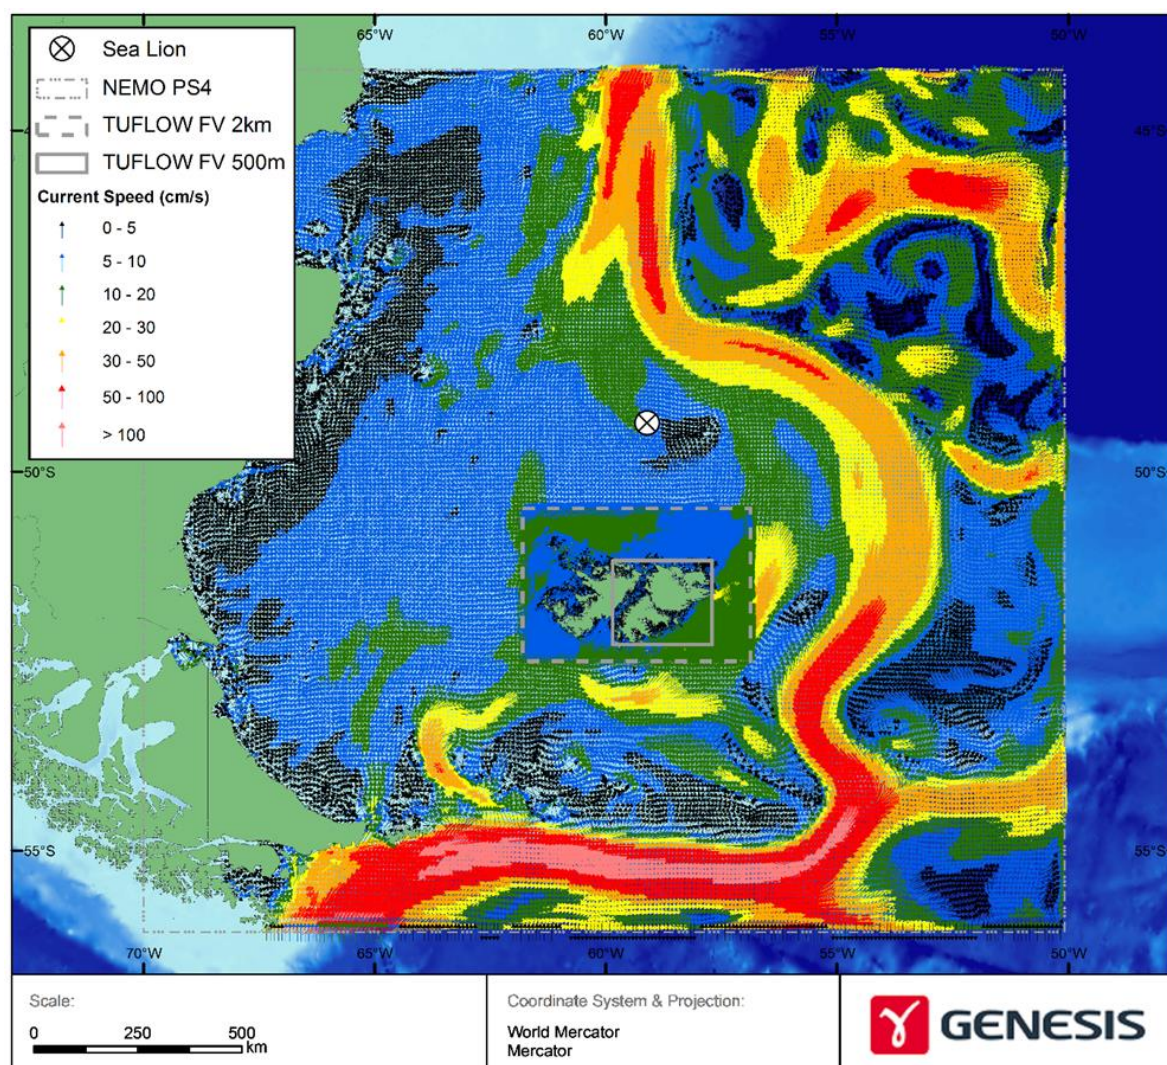 65°W
60°W
55°W
50°W
Sea Lion
NEMO PS4
TUFLOW FV 2km
TUFLOW FV 500m
Current Speed (cm/s)
0 - 5
5 - 10
10 - 20
20 - 30
30 - 50
50 - 100
> 100
45°S
50°S
50°S
55°S
55°S
70°W
65°W
60°W
55°W
50°W
Scale:
0 250 500
km
Coordinate System & Projection:
World Mercator
Mercator
GENESIS